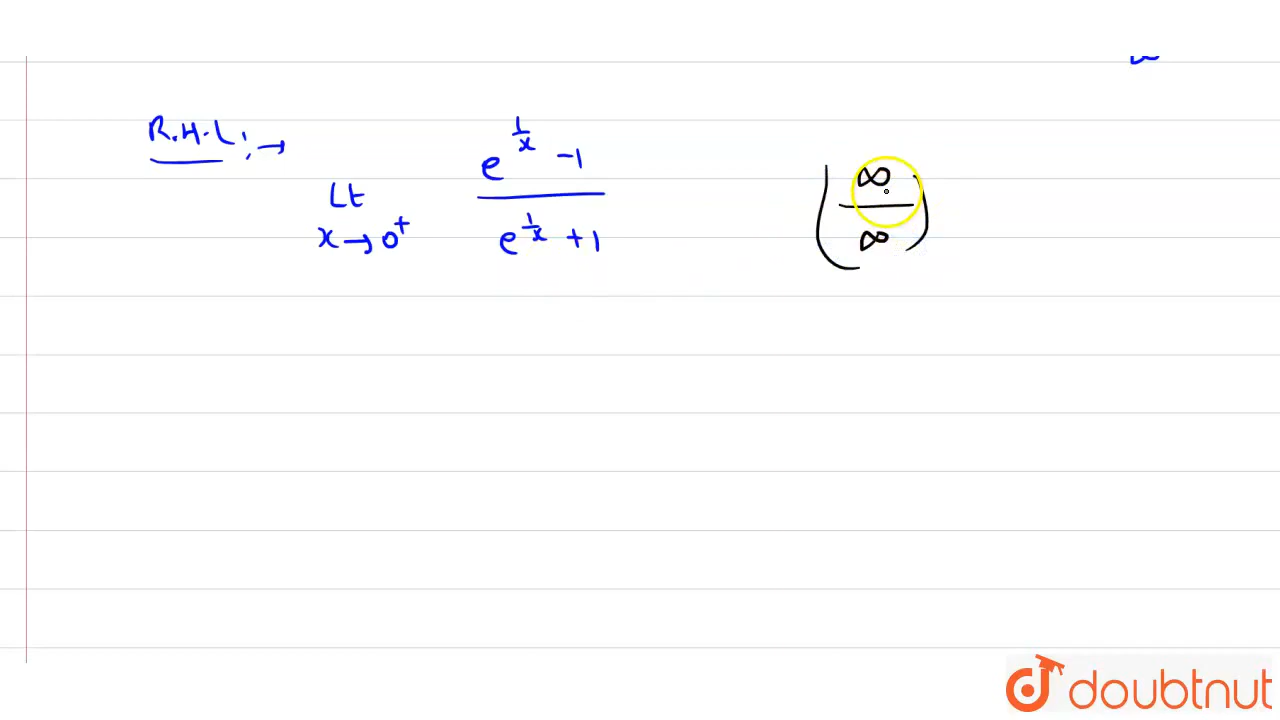 R.H.L :→
Lt x→0⁺ (e^(1/x) -1)/(e^(1/x) +1) (∞/∞)
doubtnut